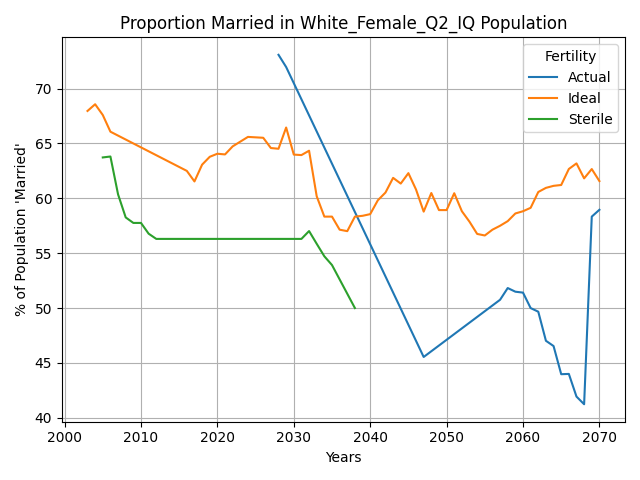 Proportion Married in White_Female_Q2_IQ Population
% of Population 'Married'
70
65
60
55
50
45
40
2000 2010 2020 2030 2040 2050 2060 2070
Years
Fertility
Actual
Ideal
Sterile